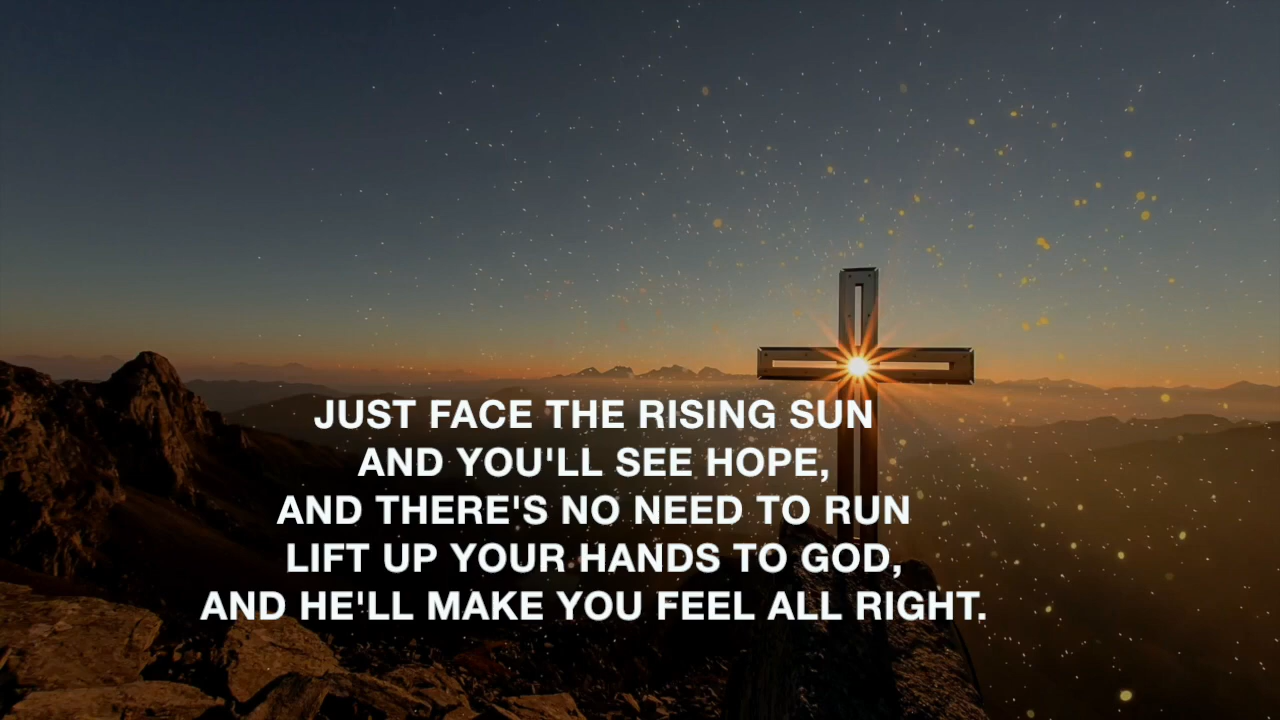 JUST FACE THE RISING SUN
AND YOU'LL SEE HOPE,
AND THERE'S NO NEED TO RUN
LIFT UP YOUR HANDS TO GOD,
AND HE'LL MAKE YOU FEEL ALL RIGHT.